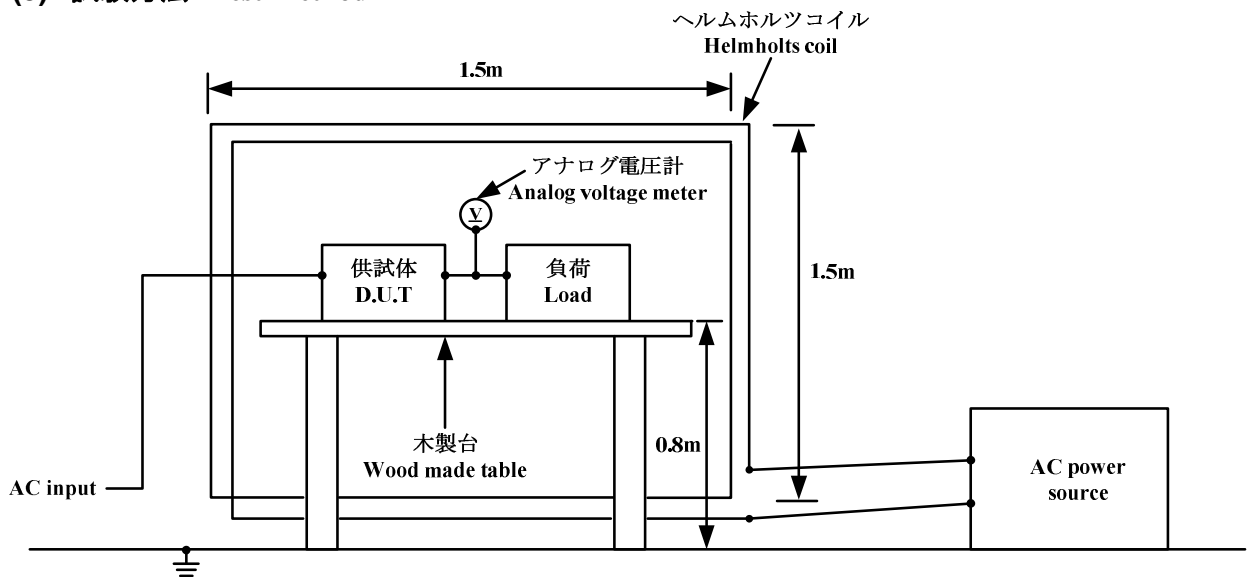 ヘルムホルツコイル
Helmholts coil
1.5m
アナログ電圧計
Analog voltage meter
V
供試体
D.U.T
負荷
Load
1.5m
木製台
Wood made table
0.8m
AC input
AC power
source